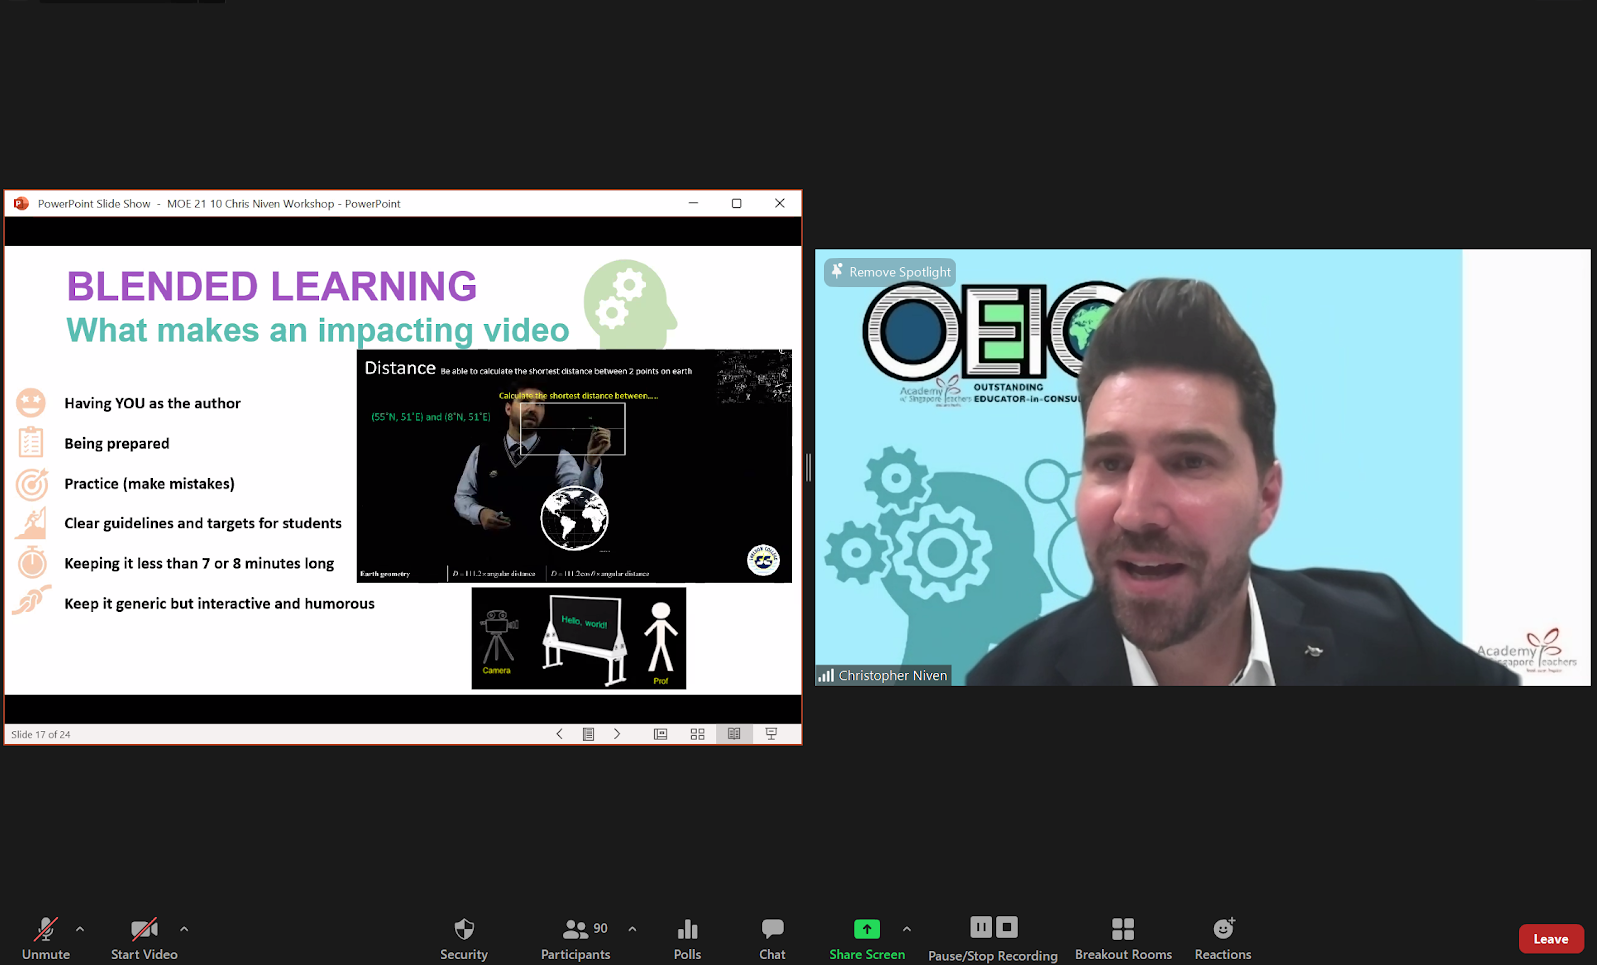 PowerPoint Slide Show - MOE 21 10 Chris Niven Workshop - PowerPoint
BLENDED LEARNING
What makes an impacting video
Having YOU as the author
Being prepared
Practice (make mistakes)
Clear guidelines and targets for students
Keeping it less than 7 or 8 minutes long
Keep it generic but interactive and humorous
Distance Be able to calculate the shortest distance between 2 points on earth
Calculate the shortest distance between.....
(55°N, 51°E) and (8°N, 51°E)
Earth geometry
D = 111.2 × angular distance
D = 111.2 cos θ × angular distance
Hello, world!
Camera
Prof
Slide 17 of 24
Remove Spotlight
OEIC
Academy
Singapore Teachers
OUTSTANDING
EDUCATOR-in-CONSU
Academy
Singapore Teachers
Christopher Niven
Unmute
Start Video
Security
90
Participants
Polls
Chat
Share Screen
Pause/Stop Recording
Breakout Rooms
Reactions
Leave